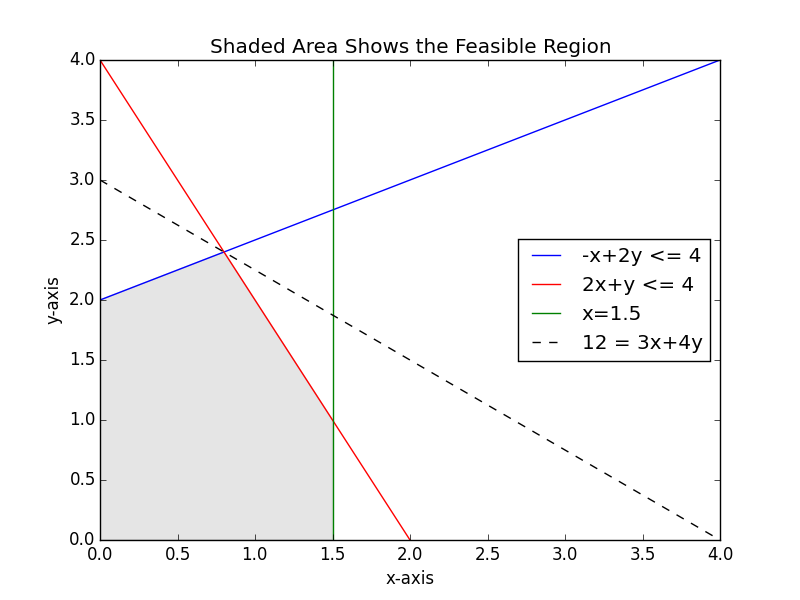 Shaded Area Shows the Feasible Region
4.0
3.5
3.0
2.5
2.0
1.5
1.0
0.5
0.0
y-axis
-x+2y <= 4
2x+y <= 4
x=1.5
12 = 3x+4y
0.0 0.5 1.0 1.5 2.0 2.5 3.0 3.5 4.0
x-axis